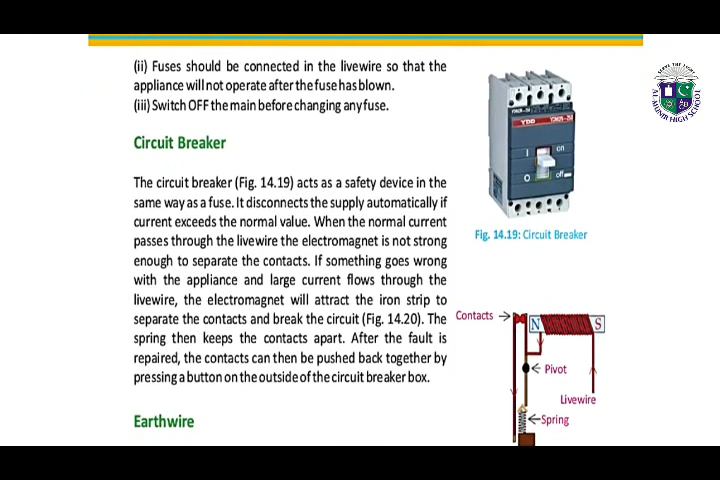 (ii) Fuses should be connected in the livewire so that the
appliance will not operate after the fuse has blown.
(iii) Switch OFF the main before changing any fuse.
Circuit Breaker
The circuit breaker (Fig. 14.19) acts as a safety device in the
same way as a fuse. It disconnects the supply automatically if
current exceeds the normal value. When the normal current
passes through the livewire the electromagnet is not strong
enough to separate the contacts. If something goes wrong
with the appliance and large current flows through the
livewire, the electromagnet will attract the iron strip to
separate the contacts and break the circuit (Fig. 14.20). The
spring then keeps the contacts apart. After the fault is
repaired, the contacts can then be pushed back together by
pressing a button on the outside of the circuit breaker box.
Earthwire
YDD
I
on
O
off
Fig. 14.19: Circuit Breaker
Contacts
N
S
Pivot
Livewire
Spring
AL-MUNIR HIGH SCHOOL